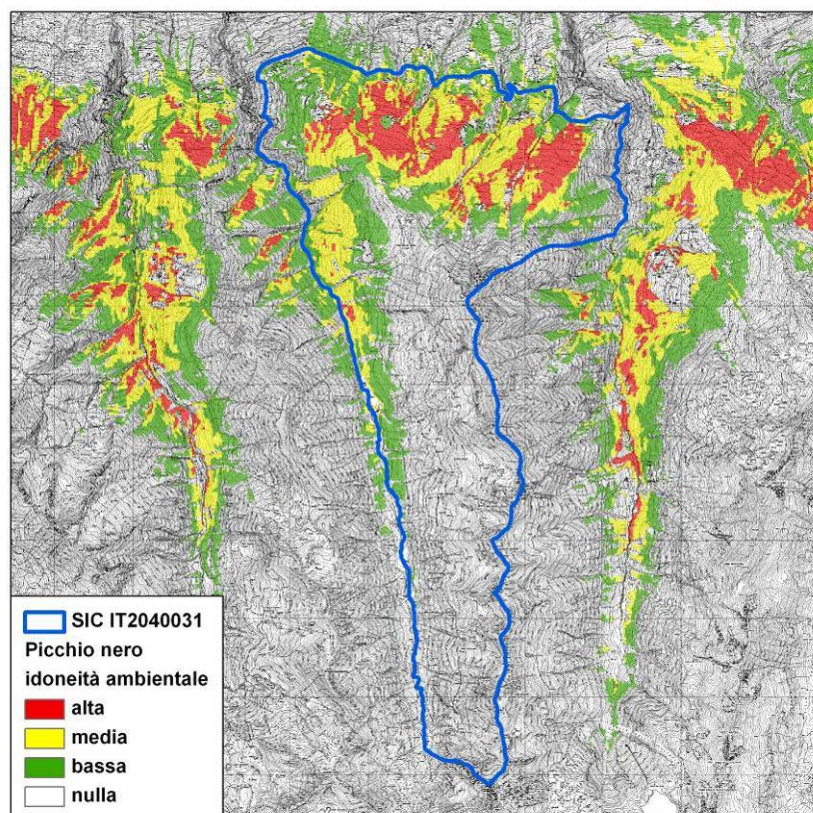 SIC IT2040031
Picchio nero
idoneità ambientale
alta
media
bassa
nulla